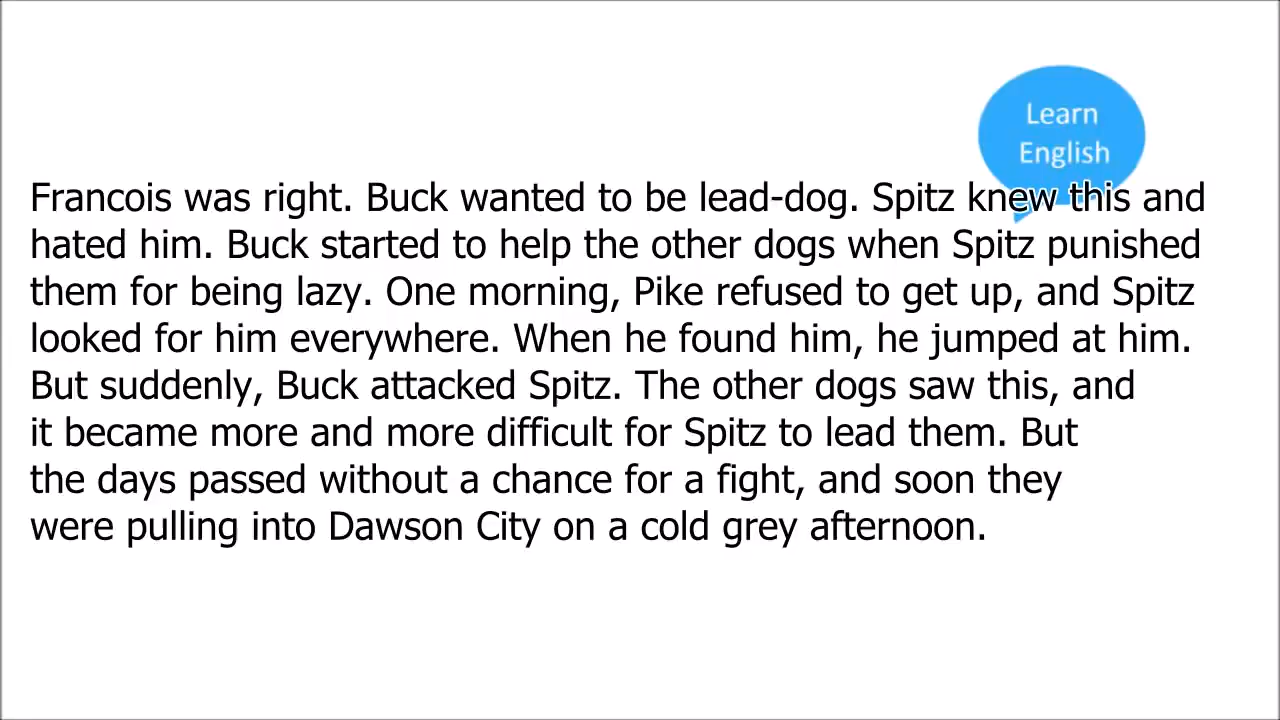 Learn
English
Francois was right. Buck wanted to be lead-dog. Spitz knew this and
hated him. Buck started to help the other dogs when Spitz punished
them for being lazy. One morning, Pike refused to get up, and Spitz
looked for him everywhere. When he found him, he jumped at him.
But suddenly, Buck attacked Spitz. The other dogs saw this, and
it became more and more difficult for Spitz to lead them. But
the days passed without a chance for a fight, and soon they
were pulling into Dawson City on a cold grey afternoon.